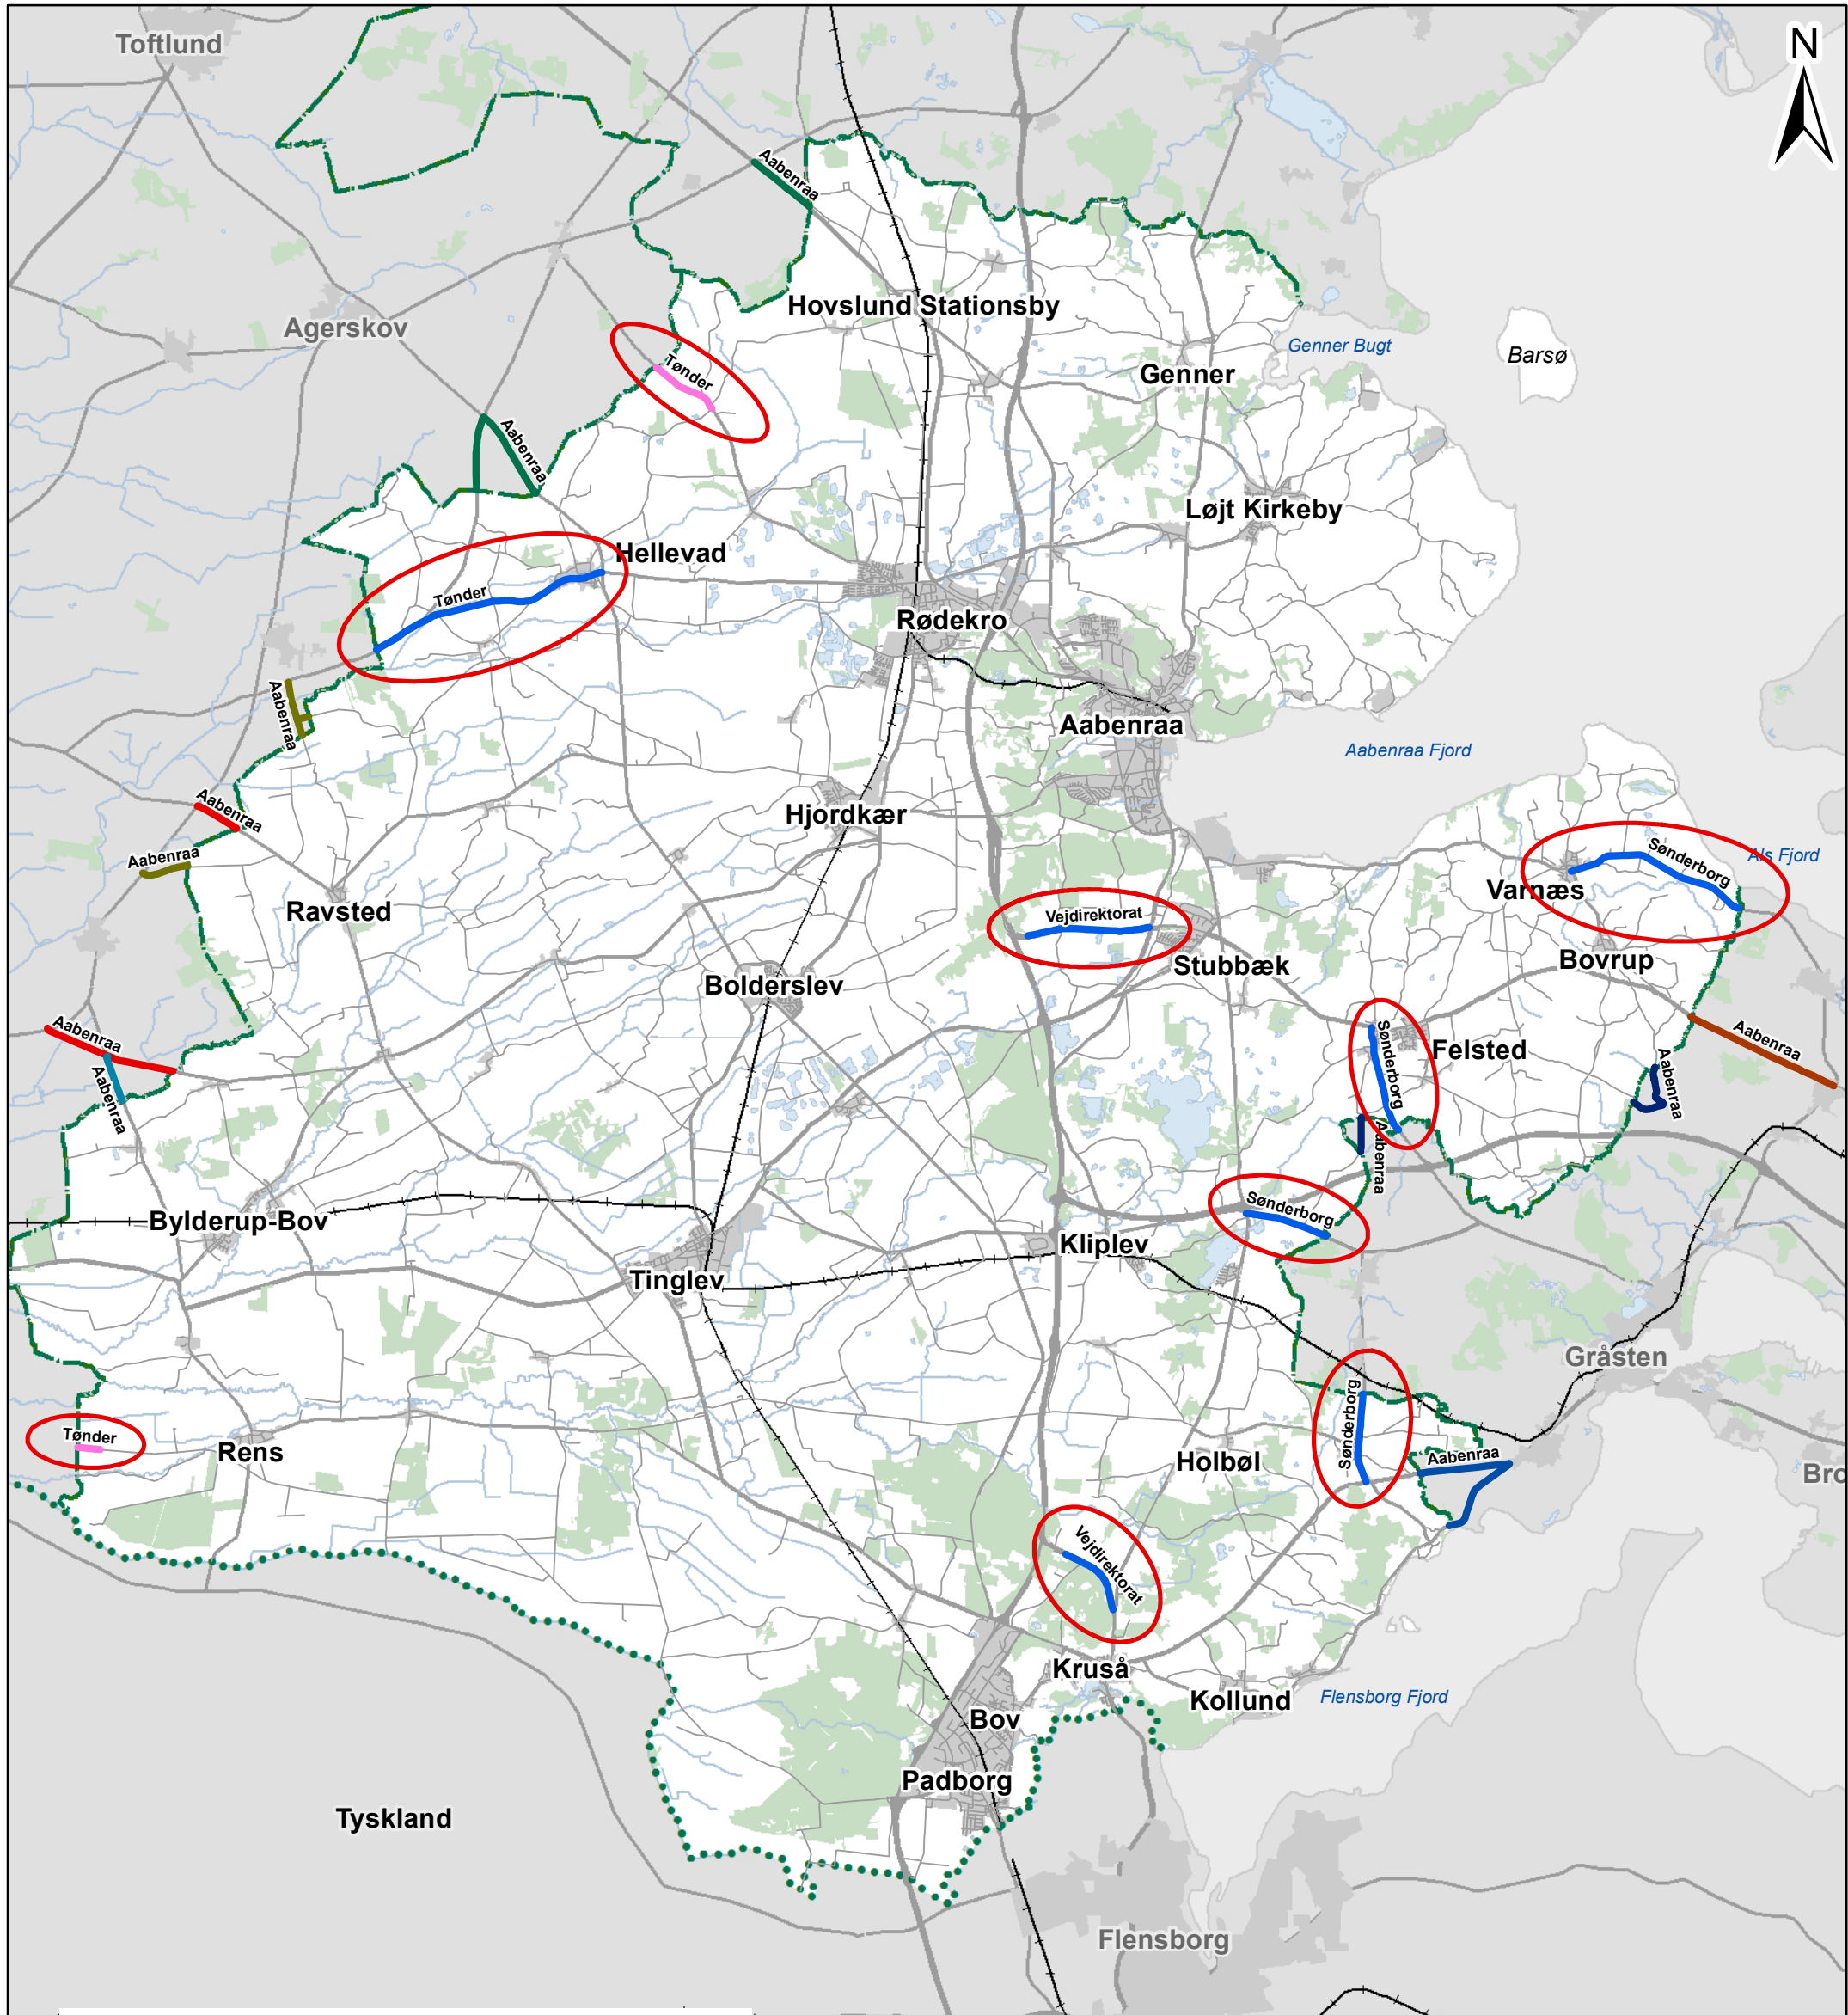 Toftlund
N
Aabenraa
Hovslund Stationsby
Agerskov
Genner Bugt
Barsø
Tønder
Genner
Aabenraa
Løjt Kirkeby
Hellevad
Tønder
Rødekro
Aabenraa
Aabenraa
Aabenraa Fjord
Aabenraa
Hjordkær
Aabenraa
Sønderborg
Als Fjord
Varnæs
Ravsted
Vejdirektorat
Stubbæk
Bovrup
Bolderslev
Aabenraa
Aabenraa
Sønderborg
Felsted
Aabenraa
Aabenraa
Aabenraa
Sønderborg
Bylderup-Bov
Kliplev
Tinglev
Gråsten
Sønderborg
Tønder
Rens
Holbøl
Aabenraa
Bro
Vejdirektorat
Kruså
Kollund
Flensborg Fjord
Bov
Padborg
Tyskland
Flensborg